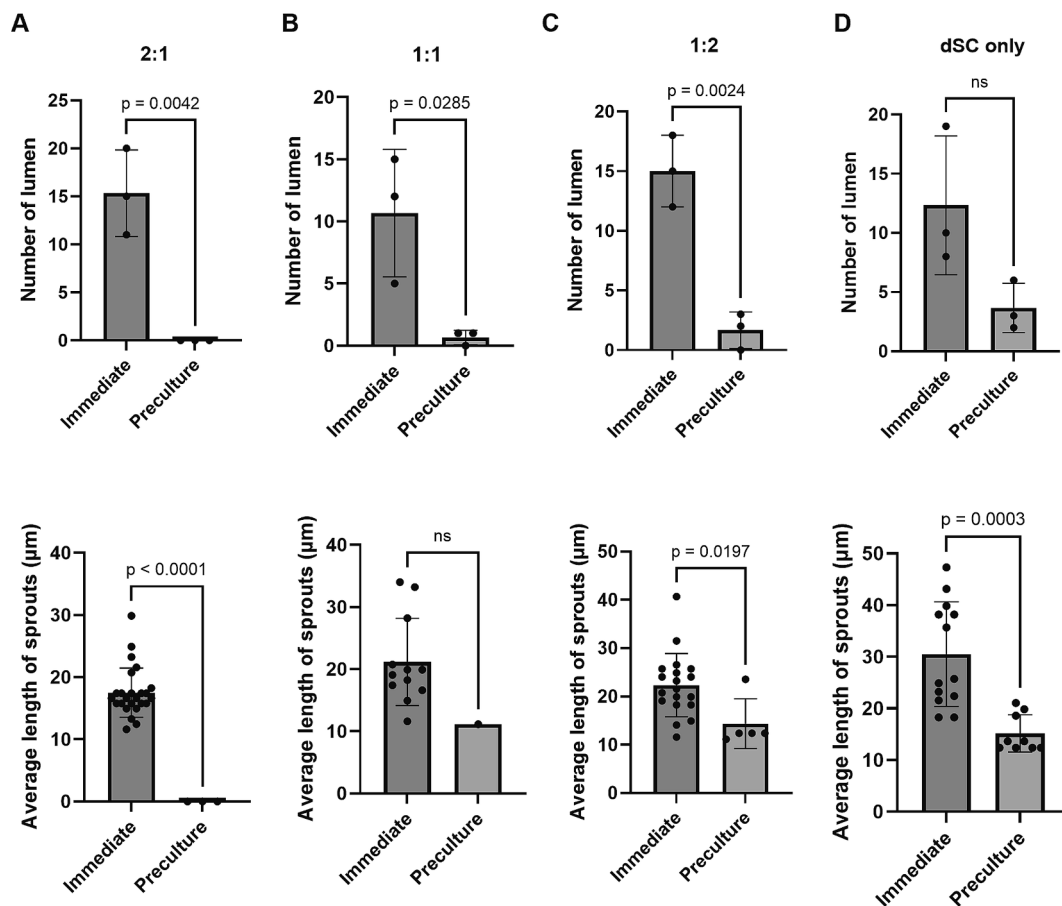 A
2:1
Number of lumen
25
20
15
10
5
0
p = 0.0042
Immediate
Preculture
B
1:1
Number of lumen
20
15
10
5
0
p = 0.0285
Immediate
Preculture
C
1:2
Number of lumen
20
15
10
5
0
p = 0.0024
Immediate
Preculture
D
dSC only
Number of lumen
20
15
10
5
0
ns
Immediate
Preculture
Average length of sprouts (μm)
40
30
20
10
0
p < 0.0001
Immediate
Preculture
Average length of sprouts (μm)
40
30
20
10
0
ns
Immediate
Preculture
Average length of sprouts (μm)
50
40
30
20
10
0
p = 0.0197
Immediate
Preculture
Average length of sprouts (μm)
50
40
30
20
10
0
p = 0.0003
Immediate
Preculture